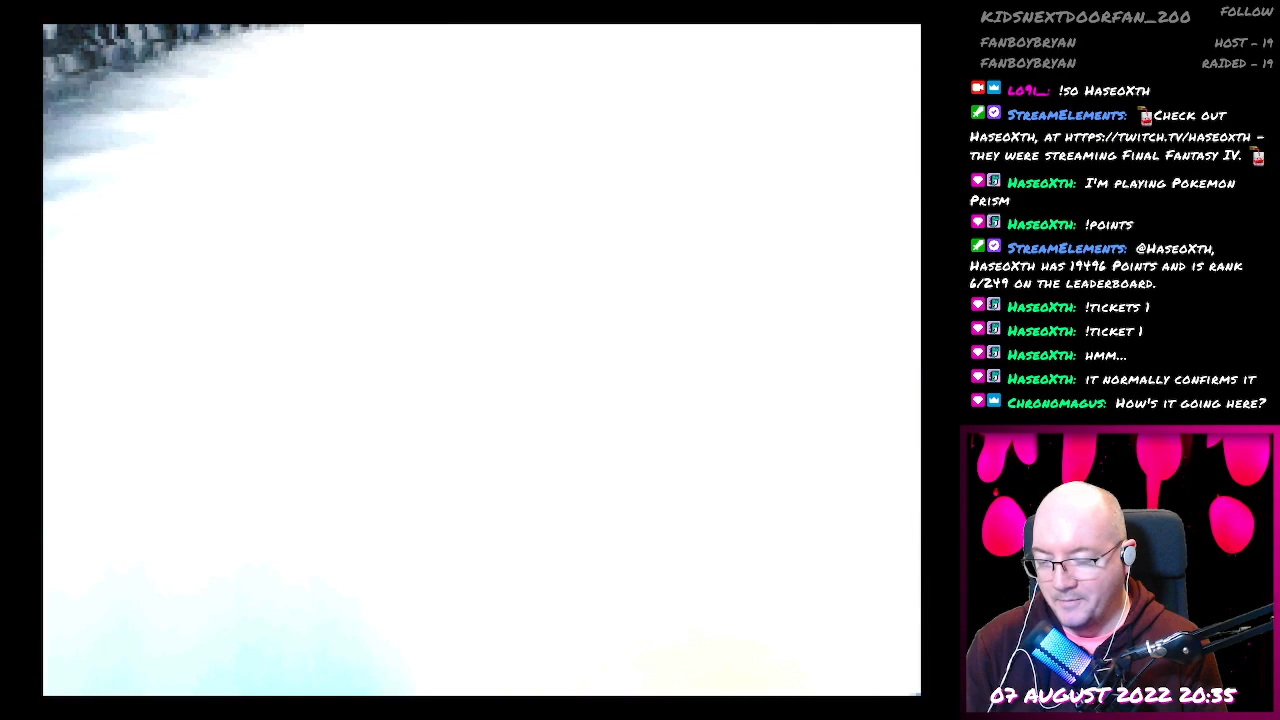 KIDSNEXTDOORFAN_200 FOLLOW
FANBOYBRYAN HOST - 19
FANBOYBRYAN RAIDED - 19
LO9I_: !SO HASEOXTH
STREAMELEMENTS: CHECK OUT
HASEOXTH, AT HTTPS://TWITCH.TV/HASEOXTH -
THEY WERE STREAMING FINAL FANTASY IV.
HASEOXTH: I'M PLAYING POKEMON
PRISM
HASEOXTH: !POINTS
STREAMELEMENTS: @HASEOXTH,
HASEOXTH HAS 19496 POINTS AND IS RANK
6/249 ON THE LEADERBOARD.
HASEOXTH: !TICKETS 1
HASEOXTH: !TICKET 1
HASEOXTH: HMM...
HASEOXTH: IT NORMALLY CONFIRMS IT
CHRONOMAGUS: HOW'S IT GOING HERE?
07 AUGUST 2022 20:35